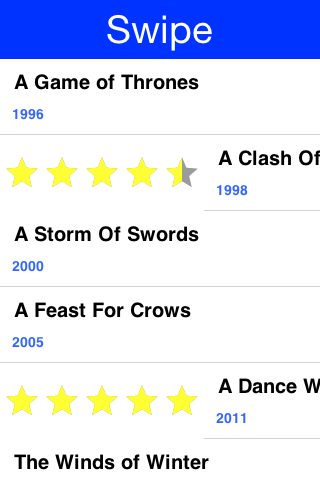 Swipe
A Game of Thrones
1996
A Clash Of
1998
A Storm Of Swords
2000
A Feast For Crows
2005
A Dance W
2011
The Winds of Winter